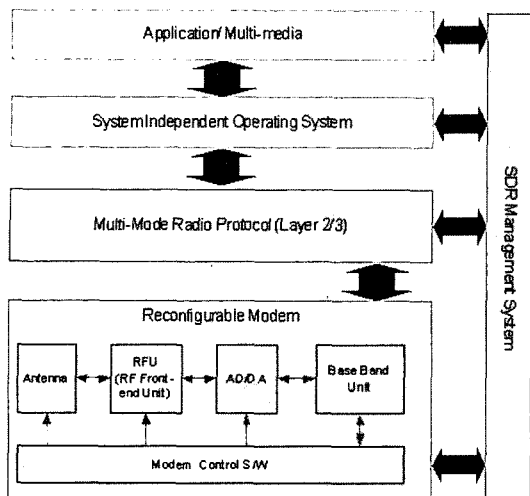 Application/ Multi-media
System Independent Operating System
Multi-Mode Radio Protocol (Layer 2/3)
SDR Management System
Reconfigurable Modem
Antenna
RFU
(RF Front-
end Unit)
AD/DA
Base Band
Unit
Modem Control S/W